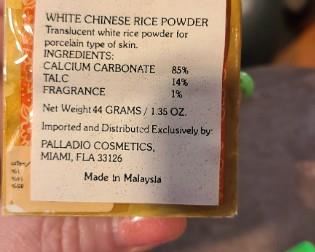 WHITE CHINESE RICE POWDER
Translucent white rice powder for
porcelain type of skin.
INGREDIENTS:
CALCIUM CARBONATE 85%
TALC 14%
FRAGRANCE 1%
Net Weight 44 GRAMS / 1.35 OZ.
Imported and Distributed Exclusively by:
PALLADIO COSMETICS,
MIAMI, FLA 33126
Made in Malaysia